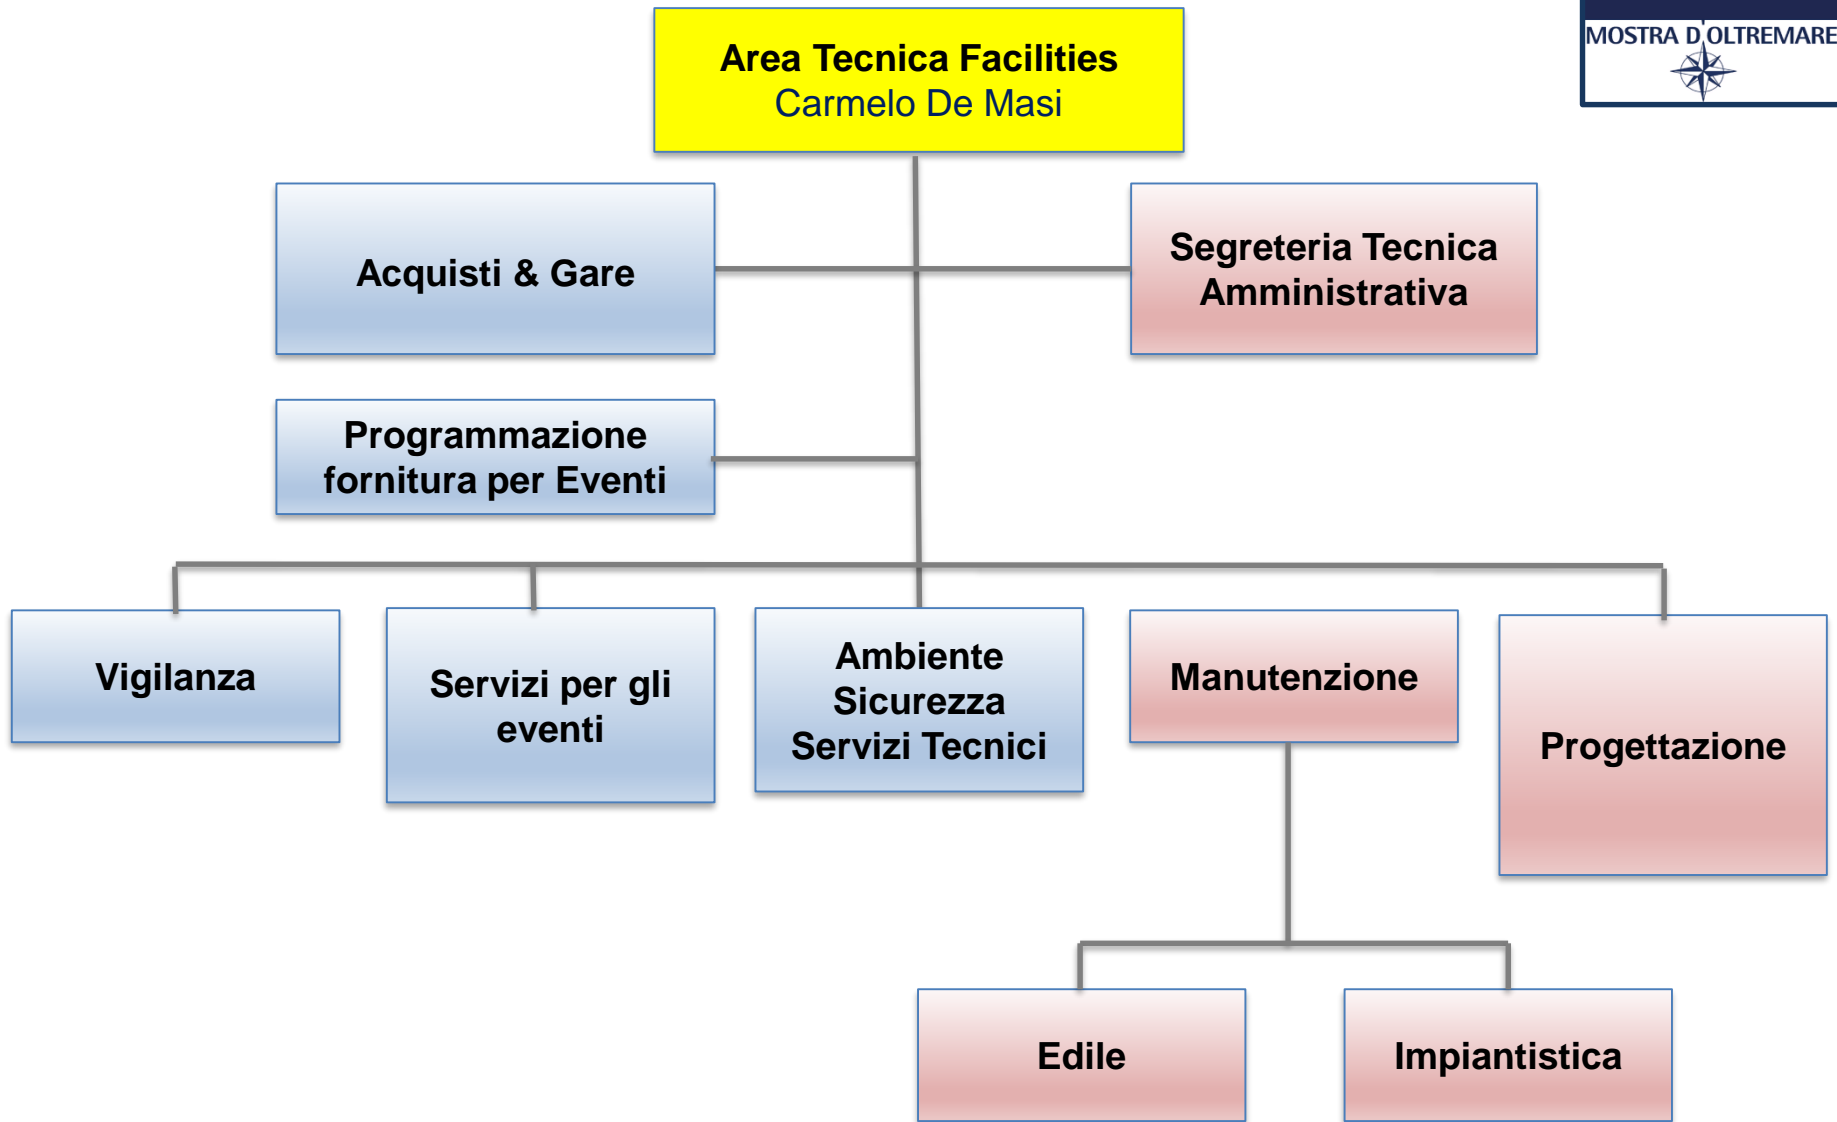 MOSTRA D'OLTREMARE
Area Tecnica Facilities
Carmelo De Masi
Acquisti & Gare
Segreteria Tecnica
Amministrativa
Programmazione
fornitura per Eventi
Vigilanza
Servizi per gli
eventi
Ambiente
Sicurezza
Servizi Tecnici
Manutenzione
Progettazione
Edile
Impiantistica